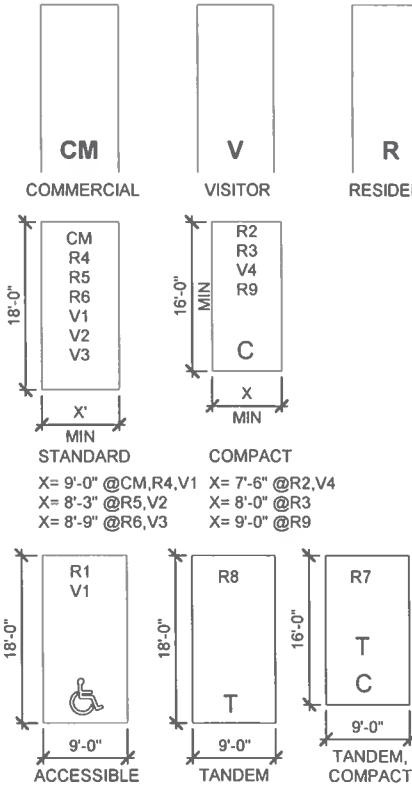 CM
COMMERCIAL
V
VISITOR
R
RESIDE
18'-0"
CM
R4
R5
R6
V1
V2
V3
X'
MIN
STANDARD
X= 9'-0" @CM,R4,V1
X= 8'-3" @R5,V2
X= 8'-9" @R6,V3
16'-0"
MIN
R2
R3
V4
R9
C
X
MIN
COMPACT
X= 7'-6" @R2,V4
X= 8'-0" @R3
X= 9'-0" @R9
18'-0"
R1
V1
9'-0"
ACCESSIBLE
18'-0"
R8
T
9'-0"
TANDEM
16'-0"
R7
T
C
9'-0"
TANDEM,
COMPACT